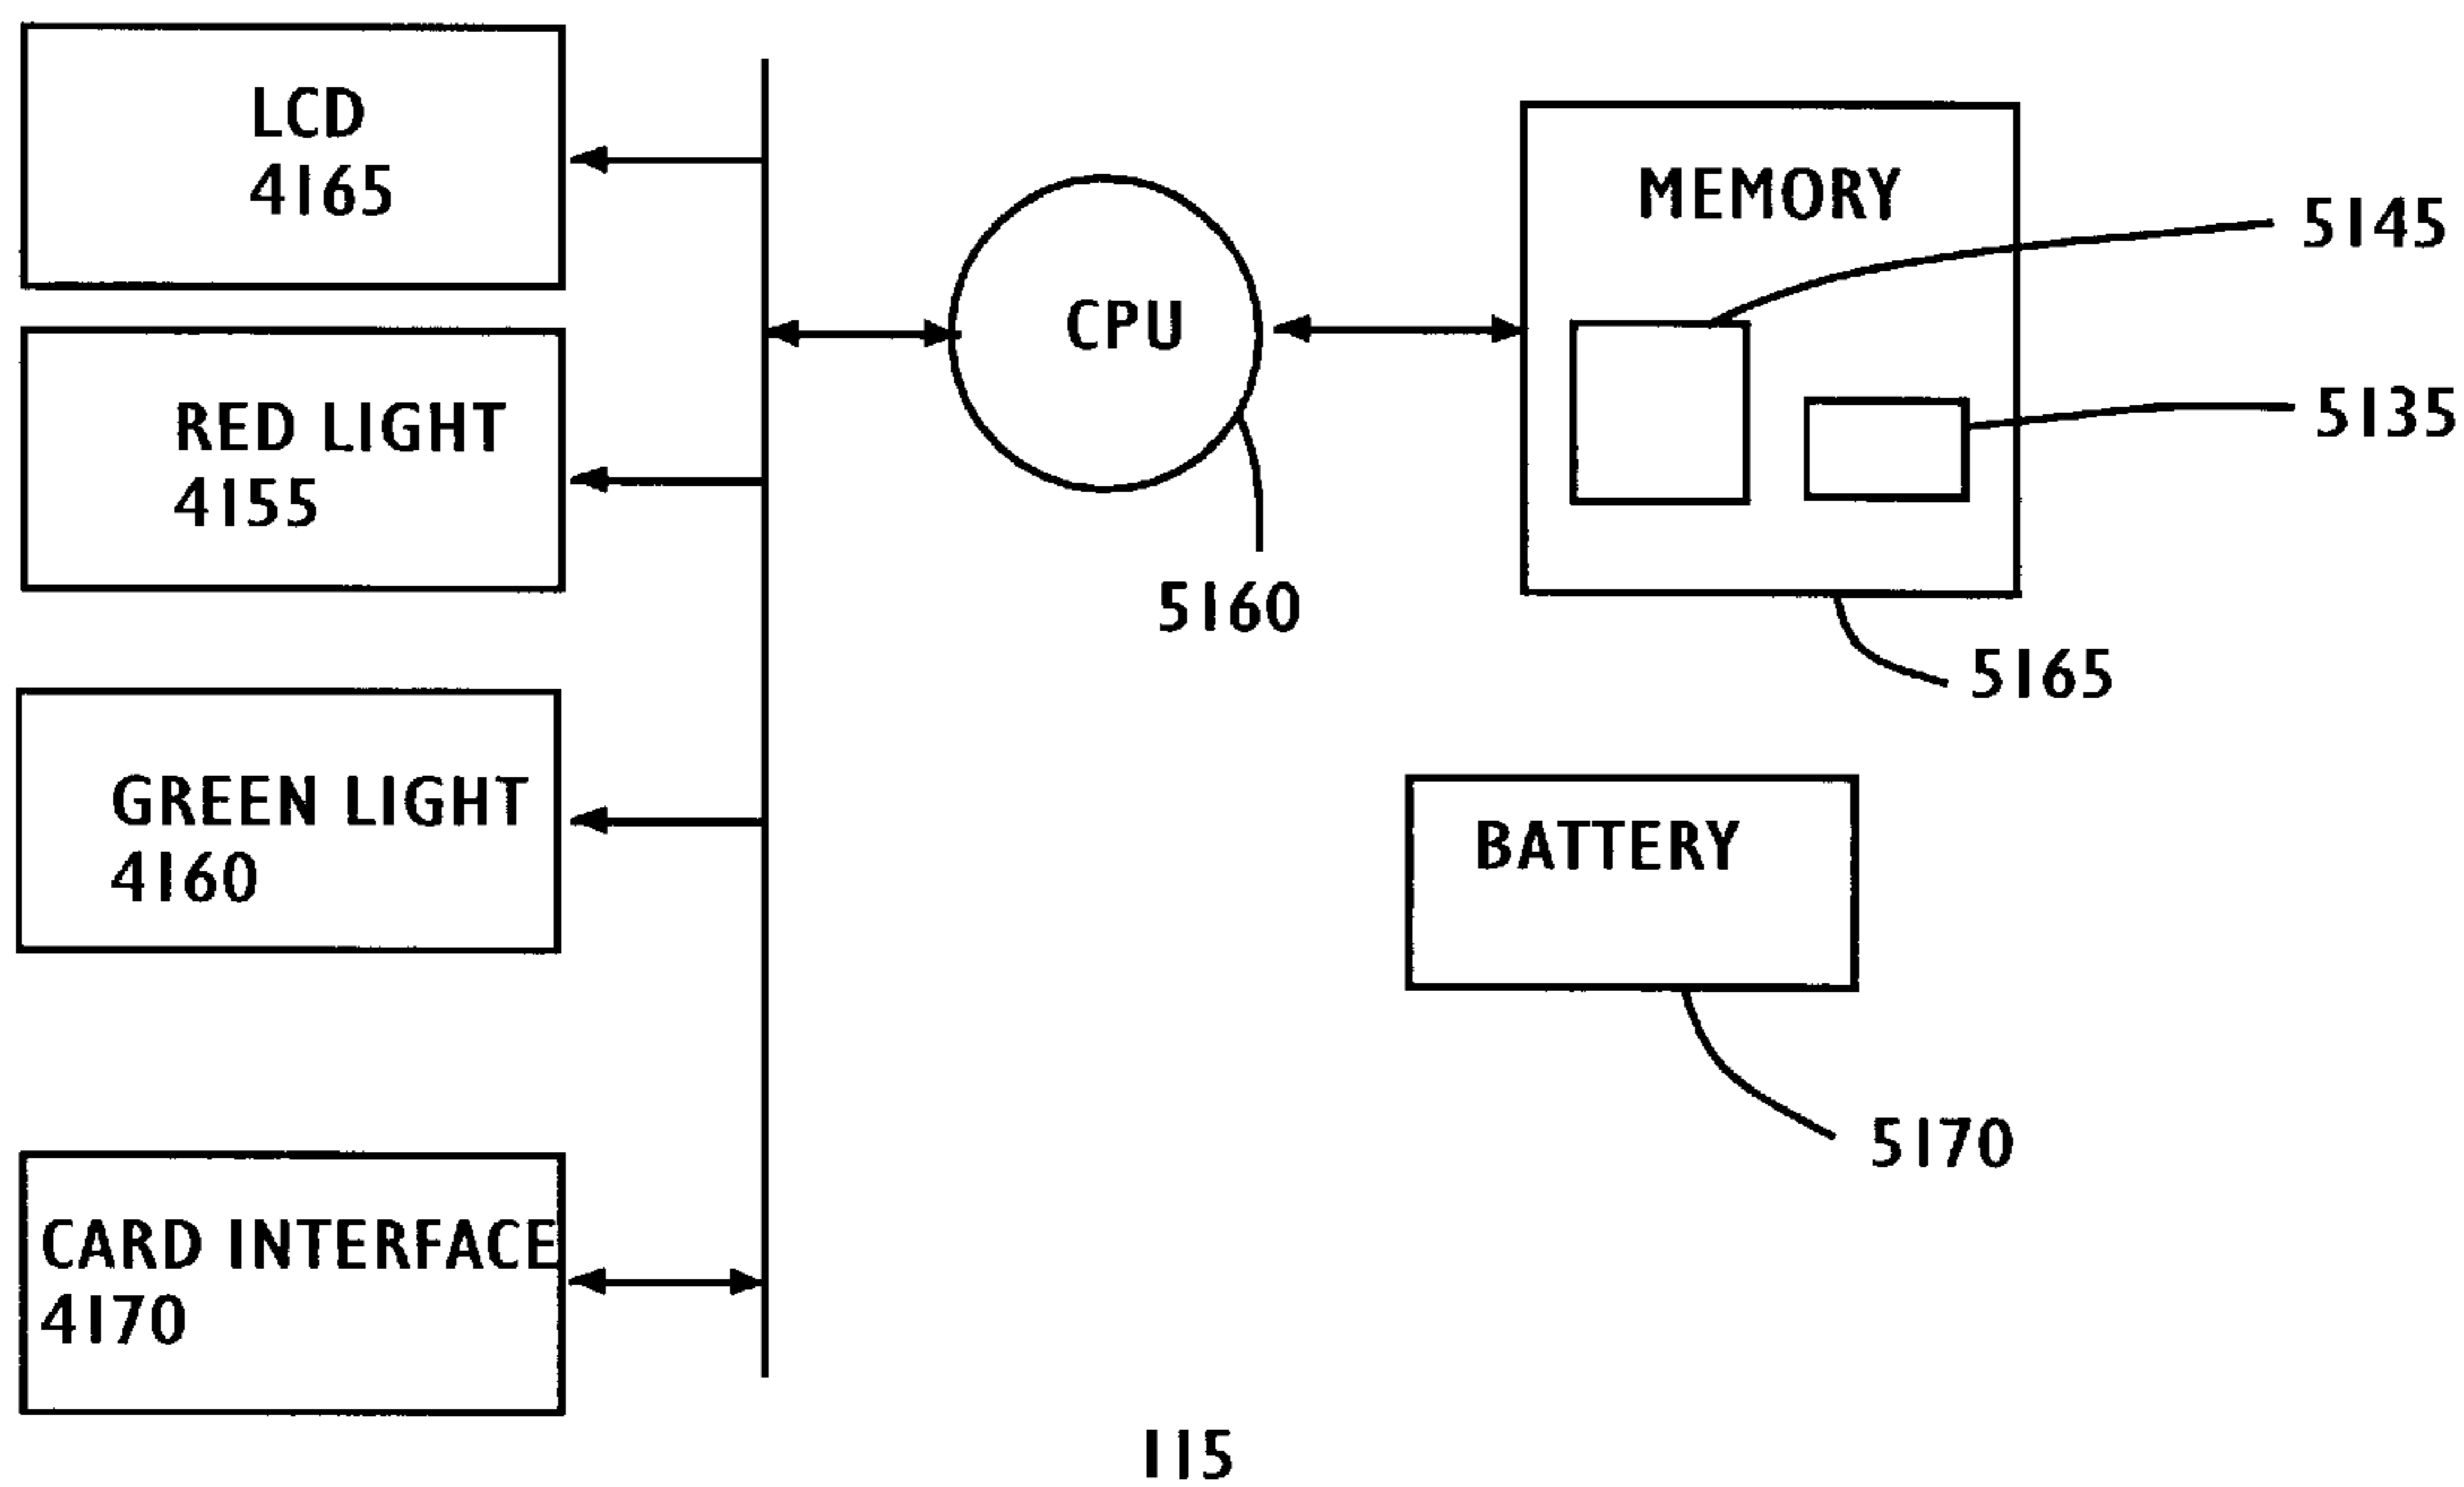 LCD
4165
RED LIGHT
4155
GREEN LIGHT
4160
CARD INTERFACE
4170
CPU
5160
MEMORY
5145
5135
5165
BATTERY
5170
115